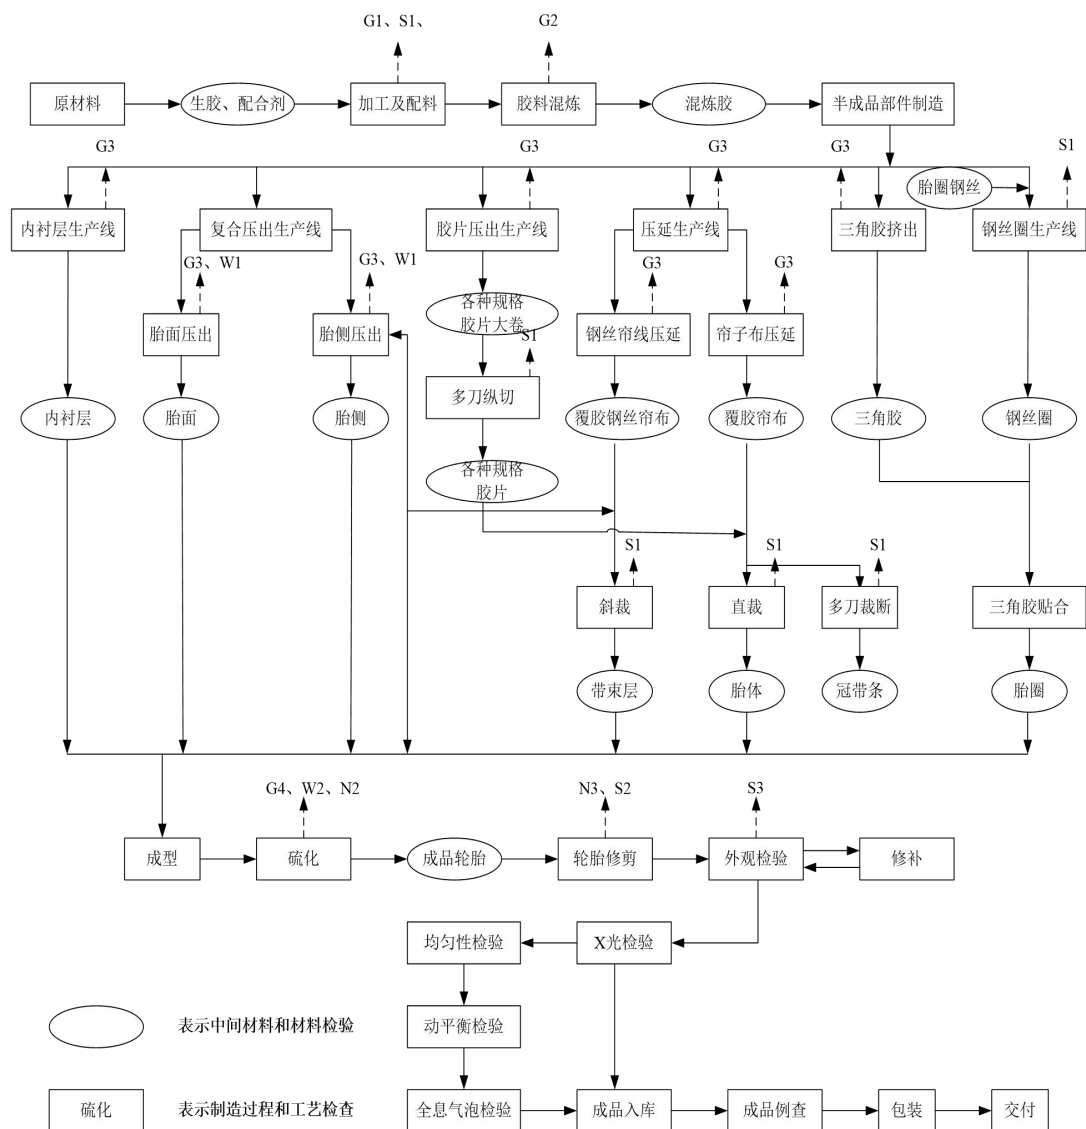 G1、S1、
G2
原材料
生胶、配合剂
加工及配料
胶料混炼
混炼胶
半成品部件制造
G3
G3
G3
G3
S1
胎圈钢丝
内衬层生产线
复合压出生产线
胶片压出生产线
压延生产线
三角胶挤出
钢丝圈生产线
G3、W1
G3、W1
G3
G3
各种规格
胶片大卷
胎面压出
胎侧压出
钢丝帘线压延
帘子布压延
S1
多刀纵切
内衬层
胎面
胎侧
覆胶钢丝帘布
覆胶帘布
三角胶
钢丝圈
各种规格
胶片
S1
S1
S1
斜裁
直裁
多刀裁断
三角胶贴合
带束层
胎体
冠带条
胎圈
G4、W2、N2
N3、S2
S3
成型
硫化
成品轮胎
轮胎修剪
外观检验
修补
均匀性检验
X光检验
表示中间材料和材料检验
动平衡检验
硫化
表示制造过程和工艺检查
全息气泡检验
成品入库
成品例查
包装
交付